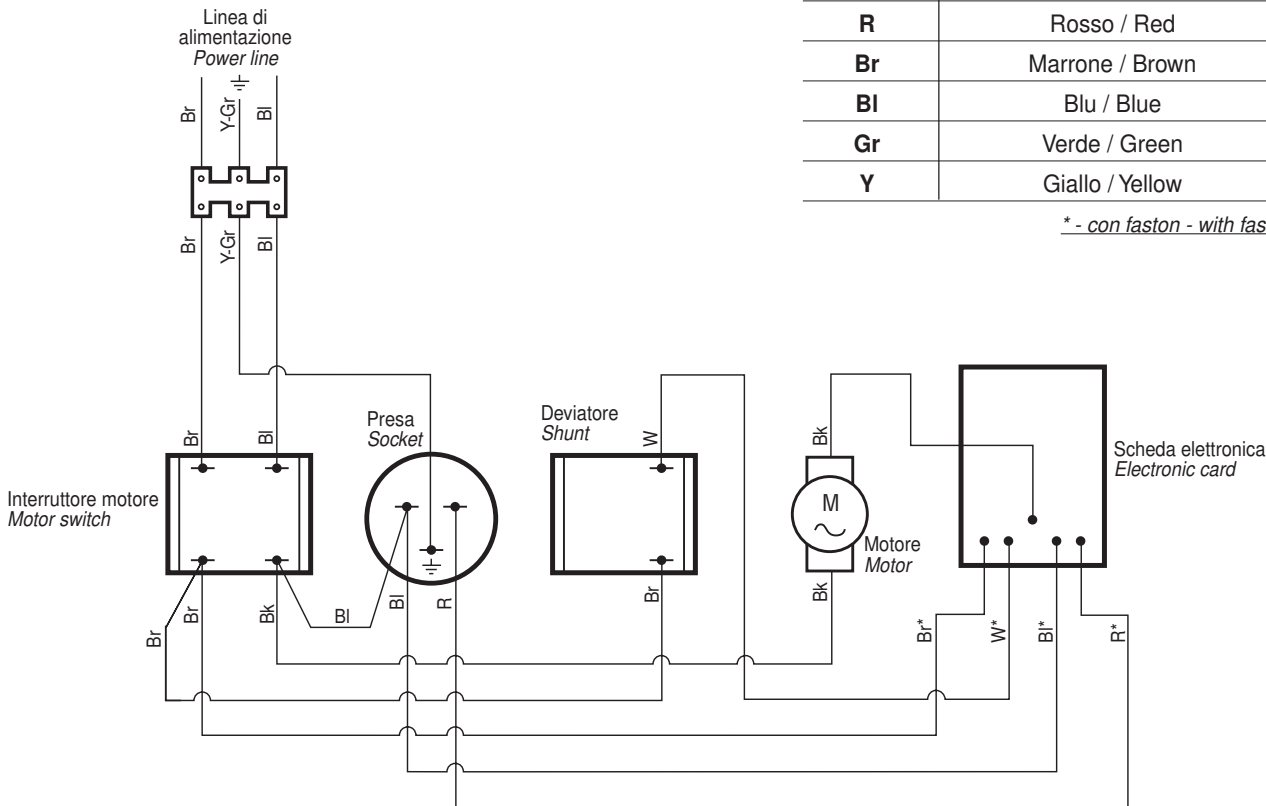 Linea di
alimentazione
Power line
R Rosso / Red
Br Marrone / Brown
Bl Blu / Blue
Gr Verde / Green
Y Giallo / Yellow
* - con faston - with fas
Br Y-Gr Bl
Br Y-Gr Bl
Br Bl
Presa
Socket
Deviatore
Shunt
W
Bk
Scheda elettronica
Electronic card
Interruttore motore
Motor switch
M
Motore
Motor
Br Br Bk Bl Bl R Br Bk Br* W* Bl* R*